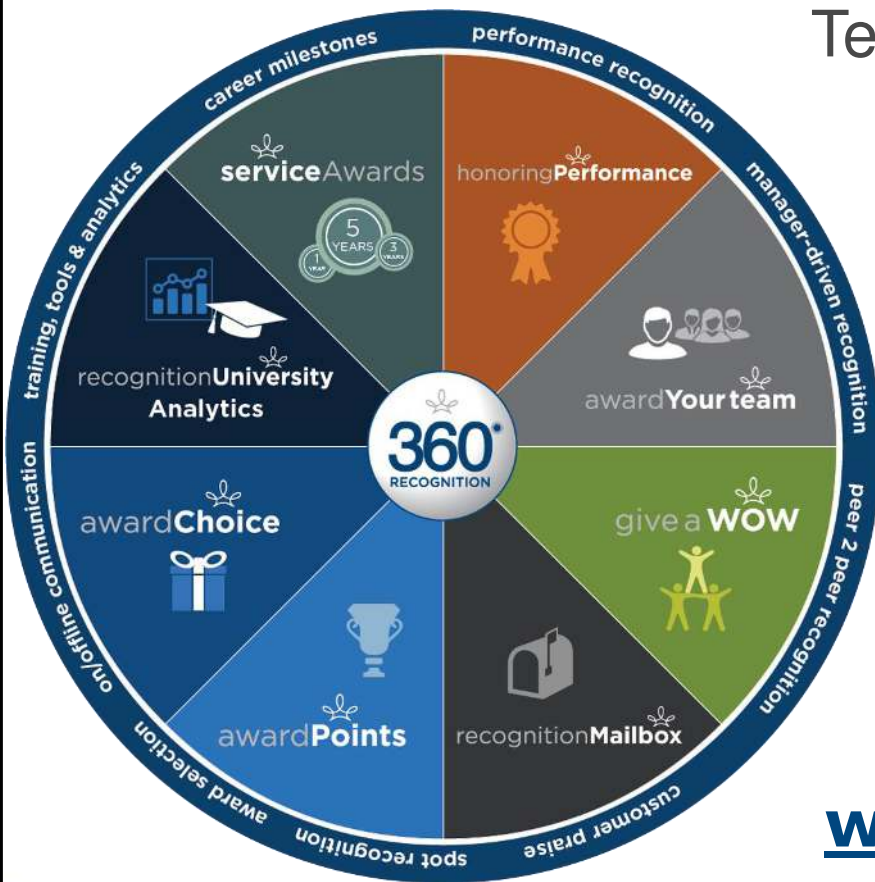 Te
career milestones
performance recognition
manager-driven recognition
peer 2 peer recognition
customer praise
spot recognition
award selection
on/offline communication
training, tools & analytics
serviceAwards
5
YEARS
1
YEAR
3
YEARS
honoringPerformance
awardYourteam
give a WOW
recognitionMailbox
awardPoints
awardChoice
recognitionUniversity
Analytics
360°
RECOGNITION
w